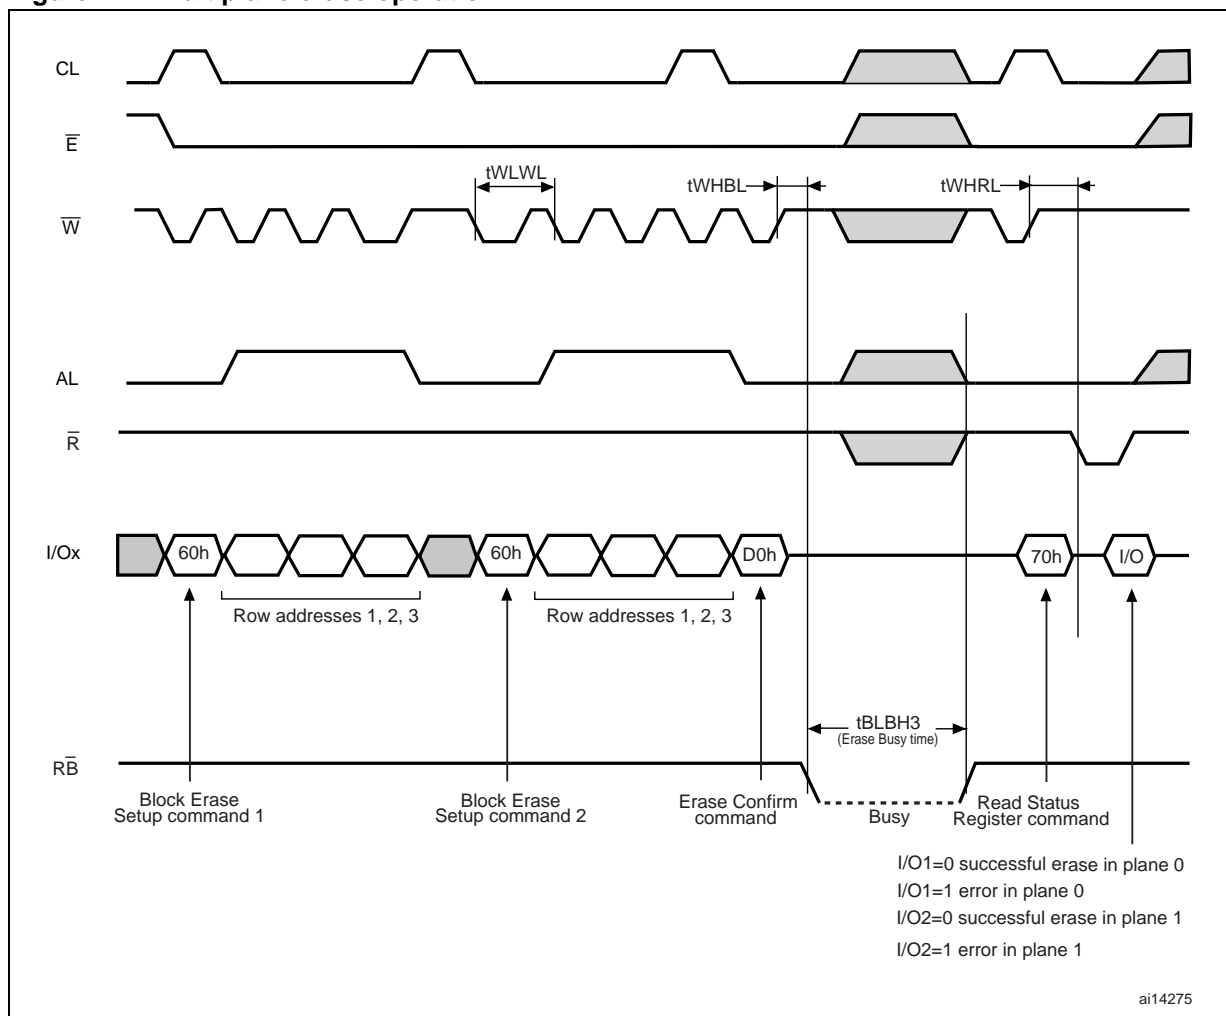 CL
E
tWLWL
tWHBL
tWHRL
W
AL
R
I/Ox
60h
60h
D0h
70h
I/O
Row addresses 1, 2, 3
Row addresses 1, 2, 3
tBLBH3
(Erase Busy time)
RB
Block Erase
Setup command 1
Block Erase
Setup command 2
Erase Confirm
command
Busy
Read Status
Register command
I/O1=0 successful erase in plane 0
I/O1=1 error in plane 0
I/O2=0 successful erase in plane 1
I/O2=1 error in plane 1
ai14275